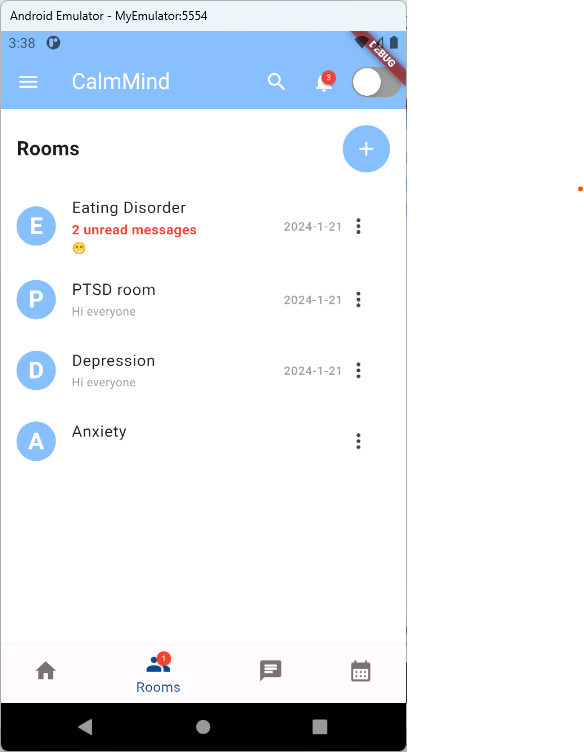 Android Emulator - MyEmulator:5554
3:38
DEBUG
CalmMind
3
Rooms
+
E
Eating Disorder
2 unread messages
😁
2024-1-21
P
PTSD room
Hi everyone
2024-1-21
D
Depression
Hi everyone
2024-1-21
A
Anxiety
1
Rooms